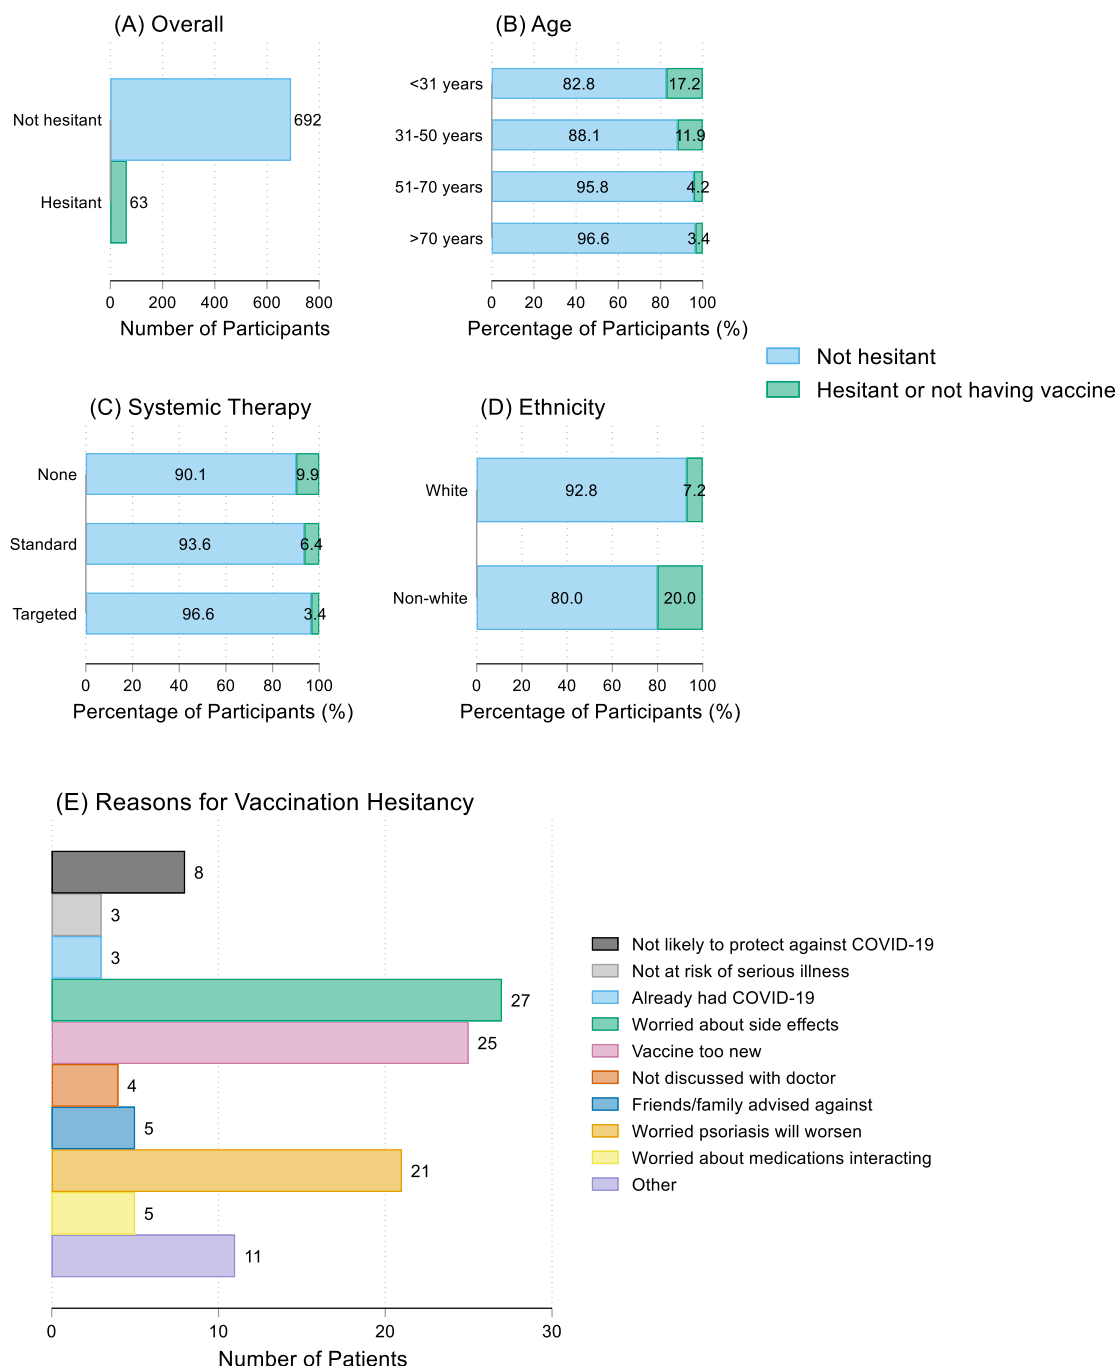 (A) Overall
Not hesitant
692
Hesitant
63
0 200 400 600 800
Number of Participants
(B) Age
<31 years 82.8 17.2
31-50 years 88.1 11.9
51-70 years 95.8 4.2
>70 years 96.6 3.4
0 20 40 60 80 100
Percentage of Participants (%)
Not hesitant
Hesitant or not having vaccine
(C) Systemic Therapy
None 90.1 9.9
Standard 93.6 6.4
Targeted 96.6 3.4
0 20 40 60 80 100
Percentage of Participants (%)
(D) Ethnicity
White 92.8 7.2
Non-white 80.0 20.0
0 20 40 60 80 100
Percentage of Participants (%)
(E) Reasons for Vaccination Hesitancy
8
3
3
27
25
4
5
21
5
11
0 10 20 30
Number of Patients
Not likely to protect against COVID-19
Not at risk of serious illness
Already had COVID-19
Worried about side effects
Vaccine too new
Not discussed with doctor
Friends/family advised against
Worried psoriasis will worsen
Worried about medications interacting
Other